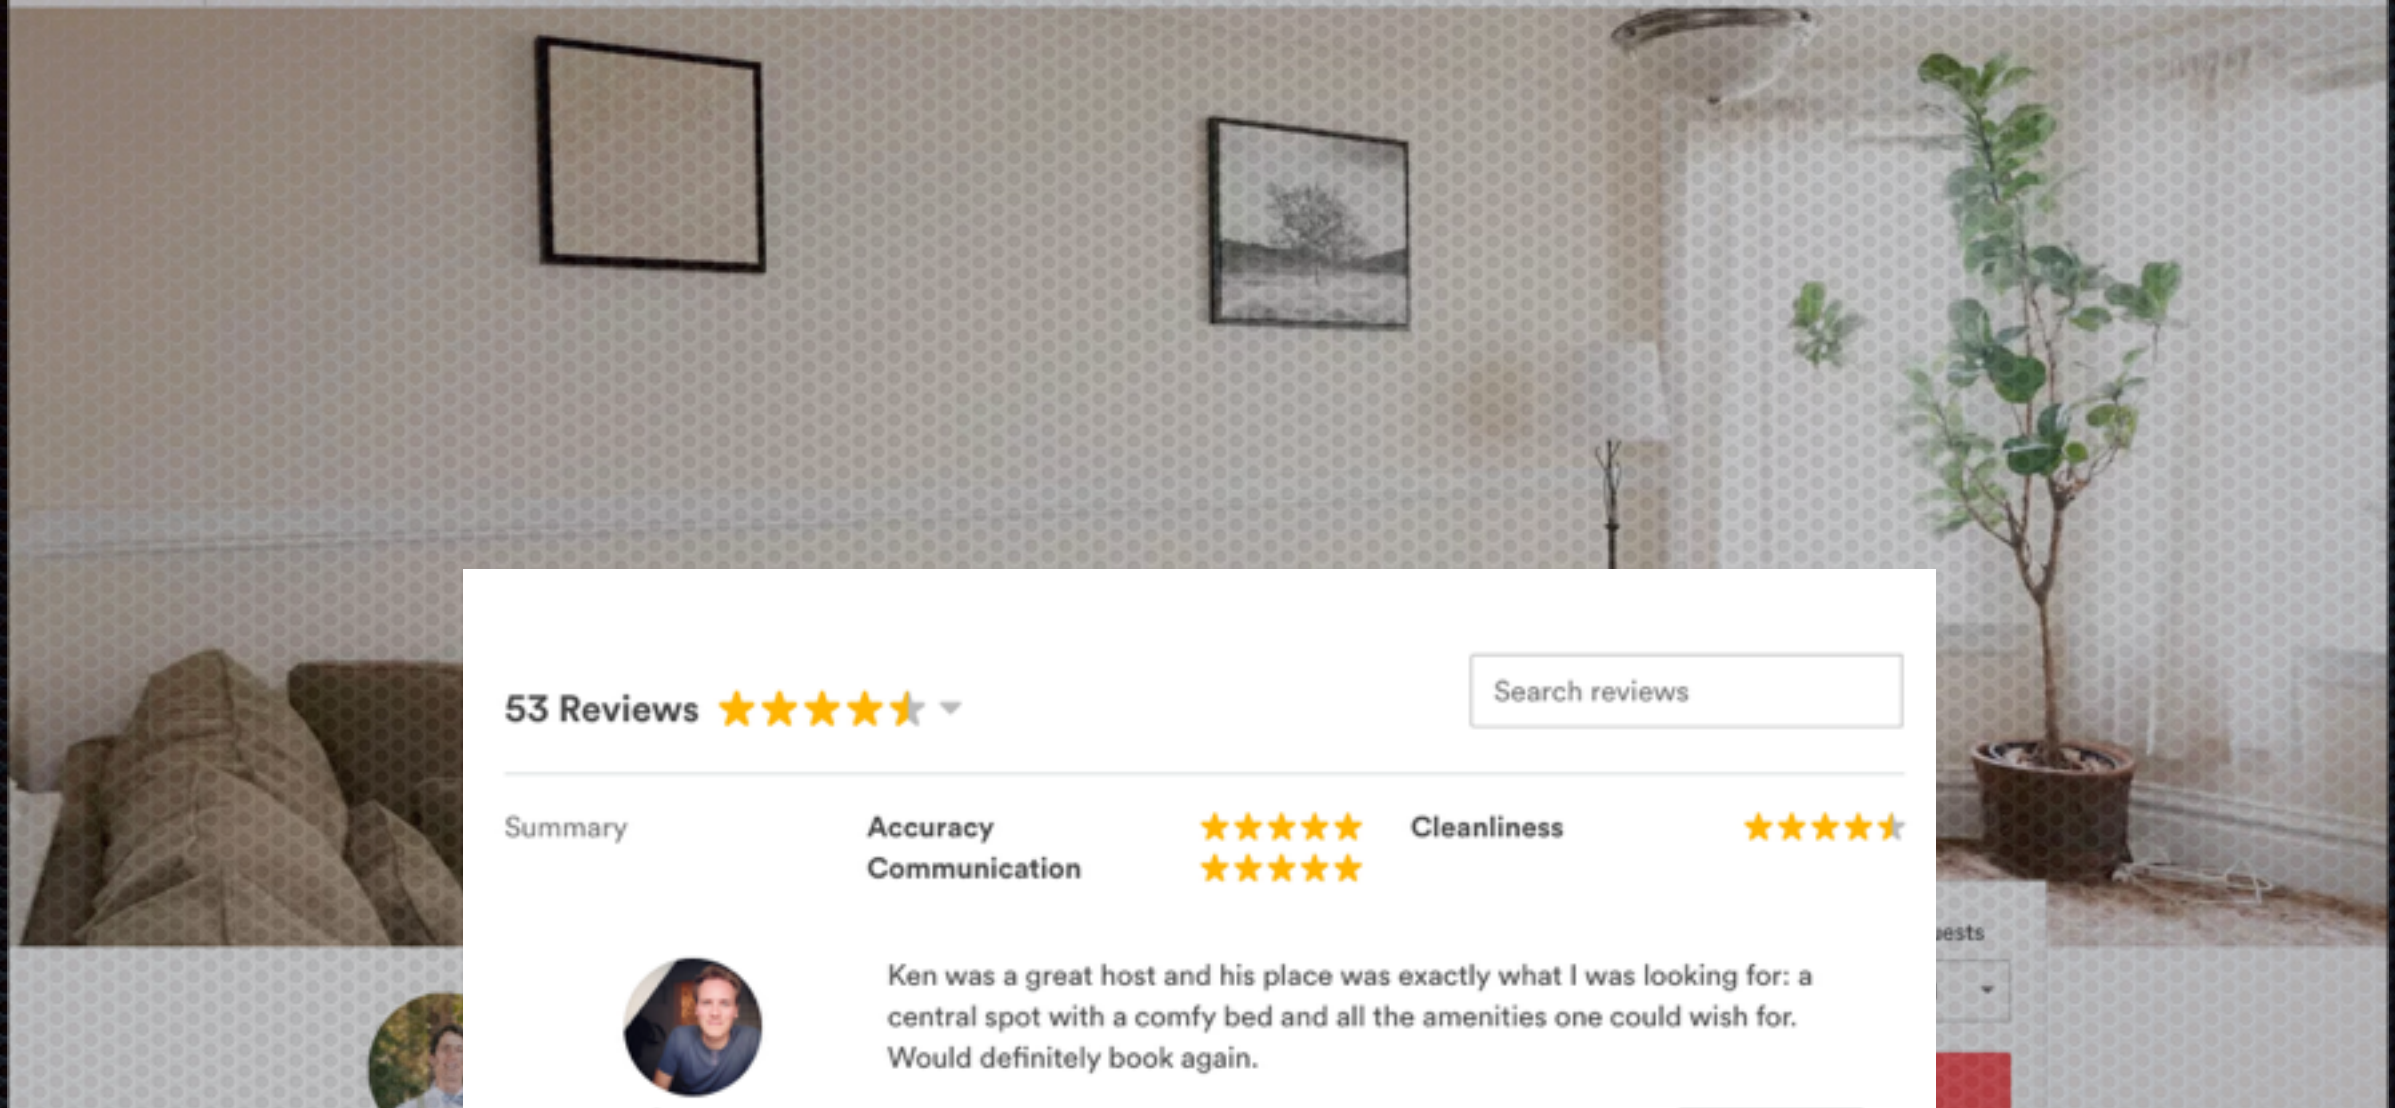 53 Reviews
Search reviews
Summary
Accuracy
Cleanliness
Communication
Ken was a great host and his place was exactly what I was looking for: a
central spot with a comfy bed and all the amenities one could wish for.
Would definitely book again.